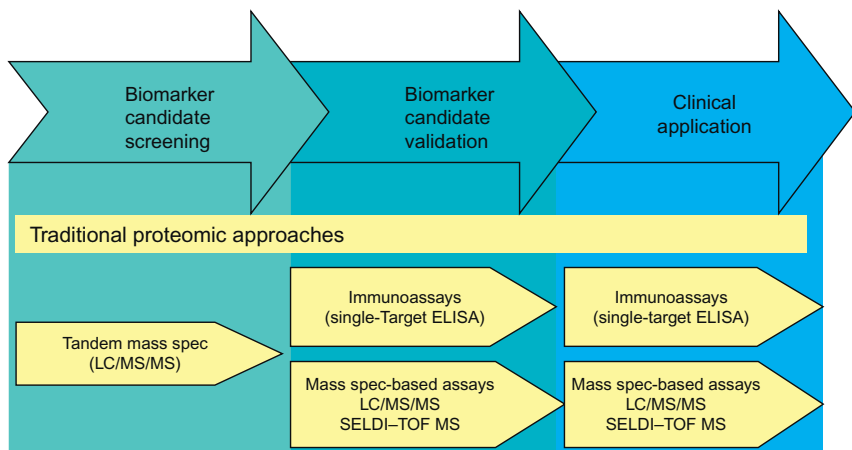 Biomarker
candidate
screening
Biomarker
candidate
validation
Clinical
application
Traditional proteomic approaches
Tandem mass spec
(LC/MS/MS)
Immunoassays
(single-Target ELISA)
Mass spec-based assays
LC/MS/MS
SELDI–TOF MS
Immunoassays
(single-target ELISA)
Mass spec-based assays
LC/MS/MS
SELDI–TOF MS